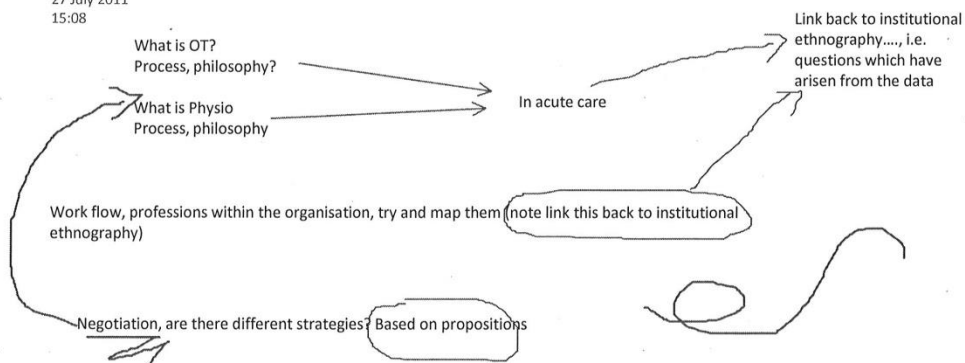 27 July 2011
15:08
What is OT?
Process, philosophy?
What is Physio
Process, philosophy
In acute care
Link back to institutional
ethnography...., i.e.
questions which have
arisen from the data
Work flow, professions within the organisation, try and map them (note link this back to institutional
ethnography)
Negotiation, are there different strategies? Based on propositions